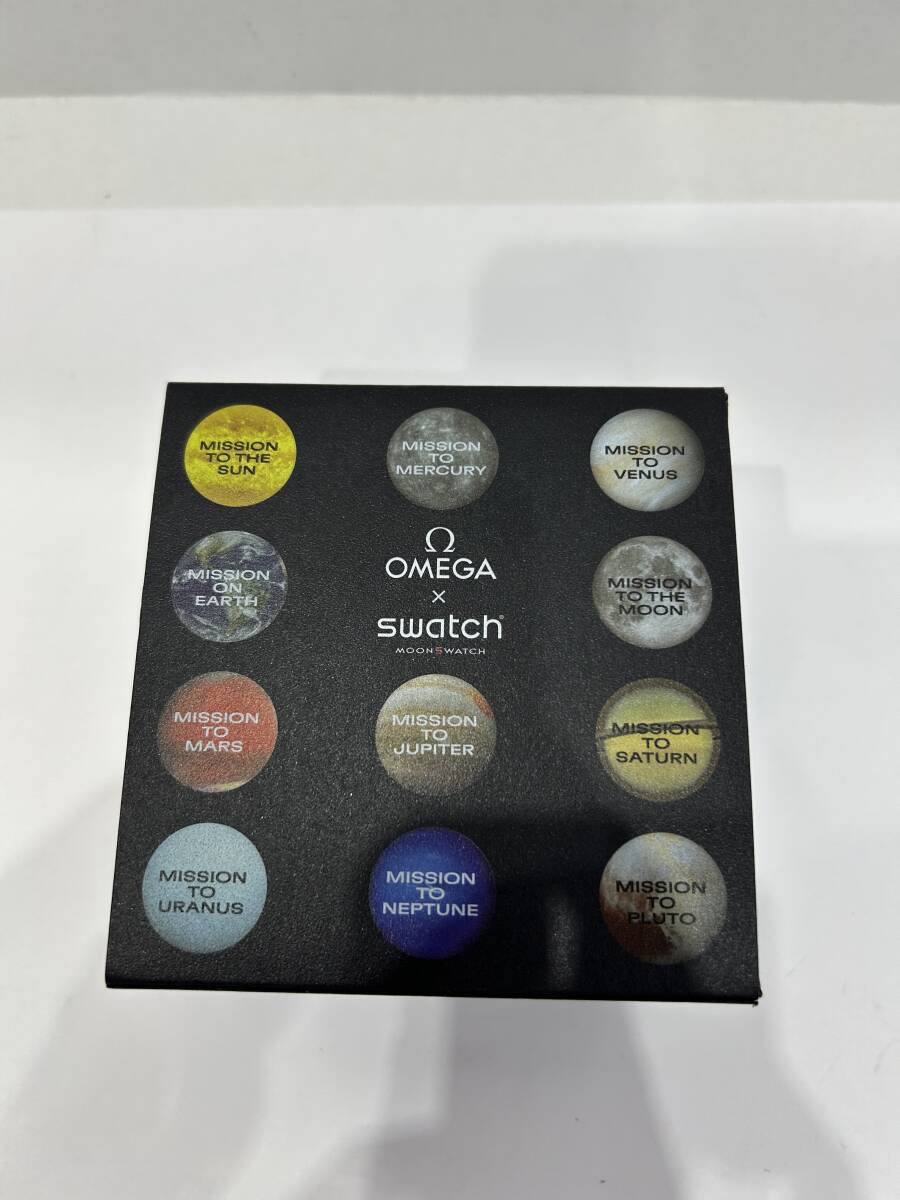 MISSION
TO THE
SUN
MISSION
TO
MERCURY
MISSION
TO
VENUS
MISSION
ON
EARTH
Ω
OMEGA
×
swatch®
MOONSWATCH
MISSION
TO THE
MOON
MISSION
TO
MARS
MISSION
TO
JUPITER
MISSION
TO
SATURN
MISSION
TO
URANUS
MISSION
TO
NEPTUNE
MISSION
TO
PLUTO